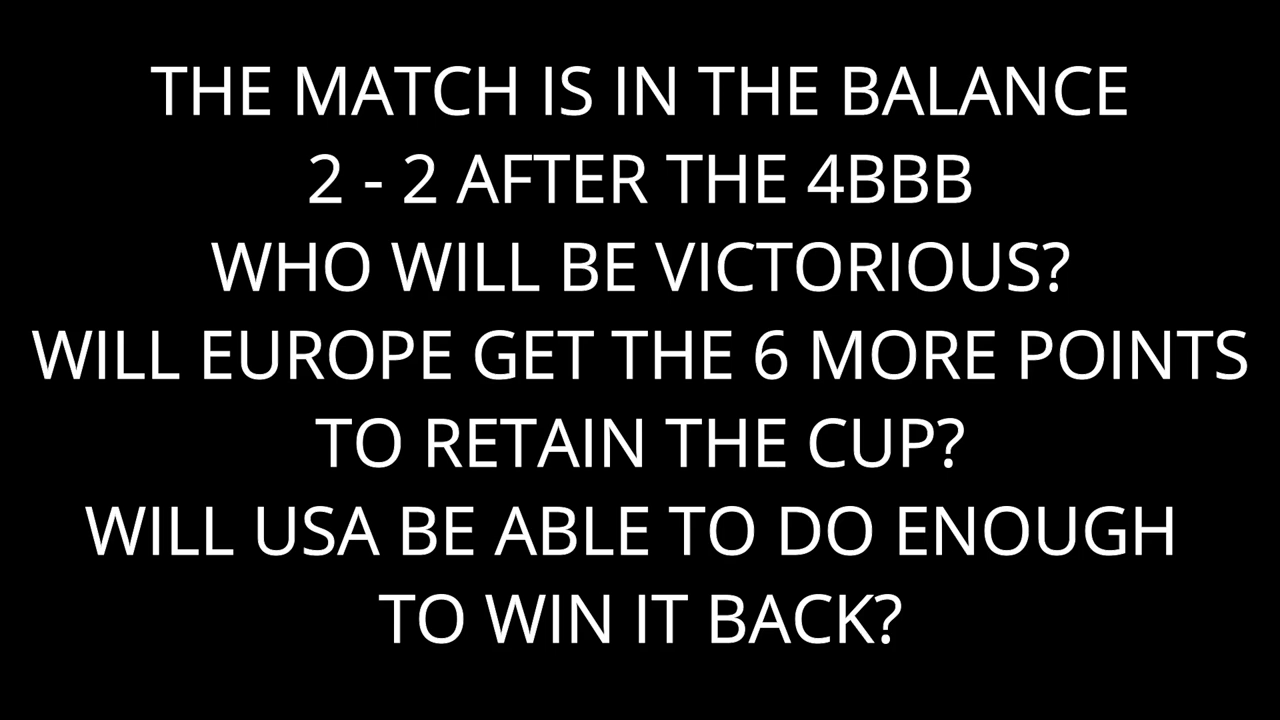 THE MATCH IS IN THE BALANCE
2 - 2 AFTER THE 4BBB
WHO WILL BE VICTORIOUS?
WILL EUROPE GET THE 6 MORE POINTS
TO RETAIN THE CUP?
WILL USA BE ABLE TO DO ENOUGH
TO WIN IT BACK?